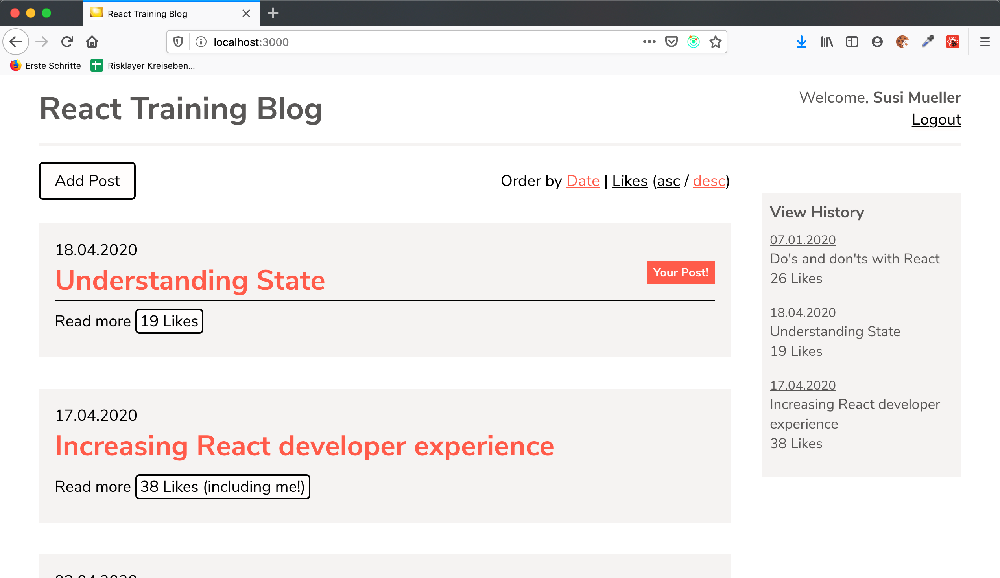 React Training Blog
localhost:3000
Erste Schritte Risklayer Kreiseben...
React Training Blog
Welcome, Susi Mueller
Logout
Add Post
Order by Date | Likes (asc / desc)
18.04.2020
Understanding State
Your Post!
Read more 19 Likes
17.04.2020
Increasing React developer experience
Read more 38 Likes (including me!)
View History
07.01.2020
Do's and don'ts with React
26 Likes
18.04.2020
Understanding State
19 Likes
17.04.2020
Increasing React developer
experience
38 Likes